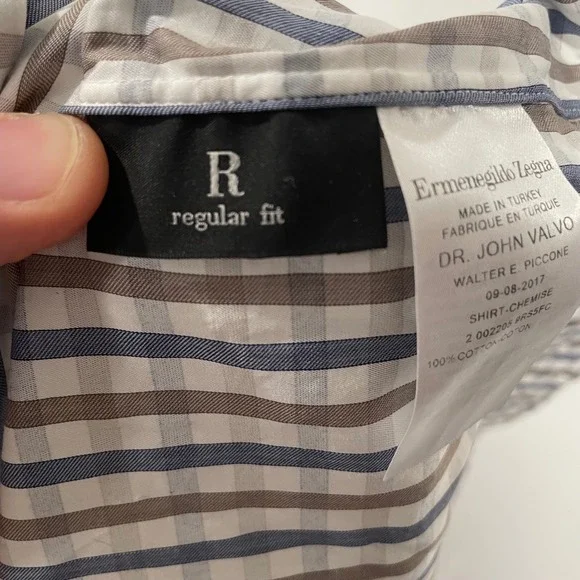 R
regular fit
Ermenegildo Zegna
MADE IN TURKEY
FABRIQUE EN TURQUIE
DR. JOHN VALVO
WALTER E. PICCONE
09-08-2017
SHIRT-CHEMISE
100% COTTON COTON